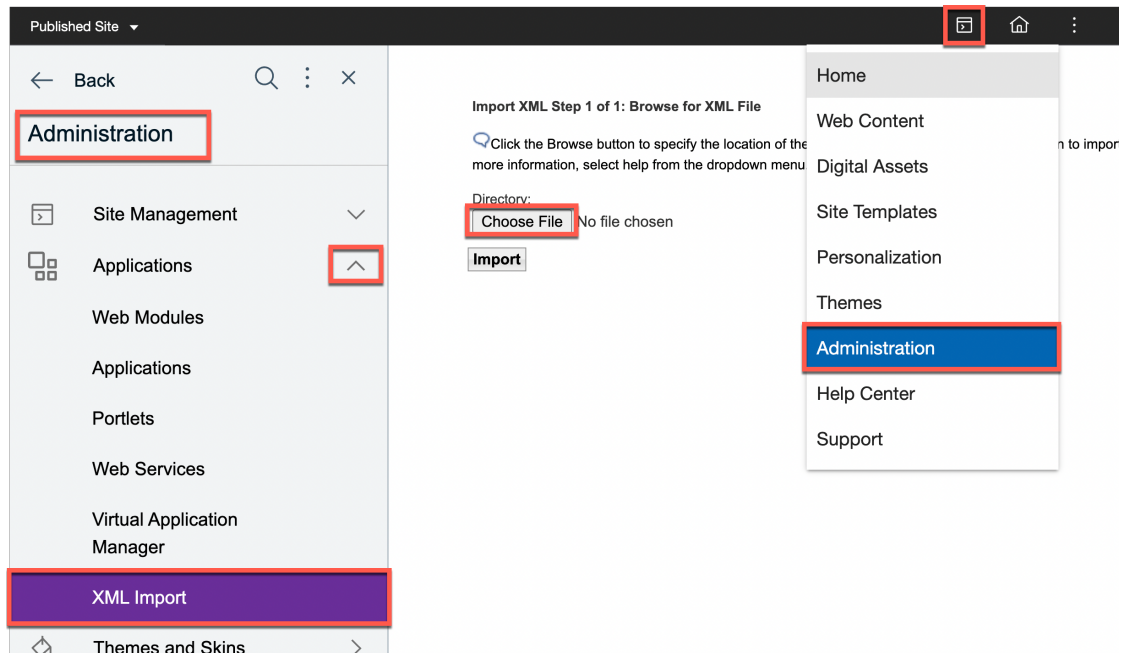 Published Site
Back
Administration
Site Management
Applications
Web Modules
Applications
Portlets
Web Services
Virtual Application
Manager
XML Import
Themes and Skins
Import XML Step 1 of 1: Browse for XML File
Click the Browse button to specify the location of the n to impor
more information, select help from the dropdown menu
Directory:
Choose File No file chosen
Import
Home
Web Content
Digital Assets
Site Templates
Personalization
Themes
Administration
Help Center
Support